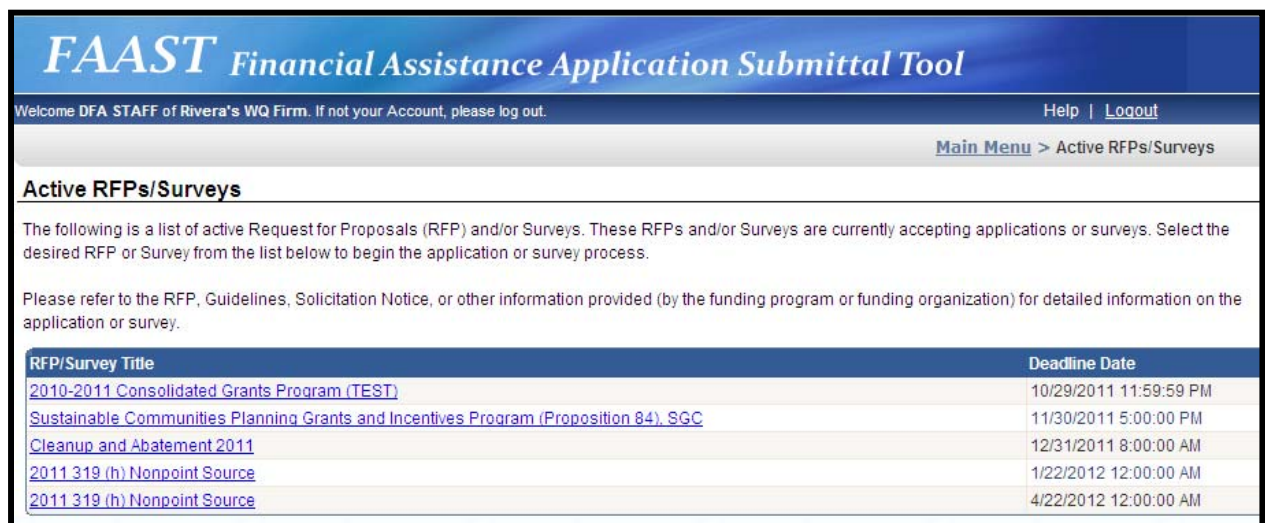 FAAST Financial Assistance Application Submittal Tool
Welcome DFA STAFF of Rivera's WQ Firm. If not your Account, please log out. Help | Logout
Main Menu > Active RFPs/Surveys
Active RFPs/Surveys
The following is a list of active Request for Proposals (RFP) and/or Surveys. These RFPs and/or Surveys are currently accepting applications or surveys. Select the
desired RFP or Survey from the list below to begin the application or survey process.
Please refer to the RFP, Guidelines, Solicitation Notice, or other information provided (by the funding program or funding organization) for detailed information on the
application or survey.
RFP/Survey Title Deadline Date
2010-2011 Consolidated Grants Program (TEST) 10/29/2011 11:59:59 PM
Sustainable Communities Planning Grants and Incentives Program (Proposition 84), SGC 11/30/2011 5:00:00 PM
Cleanup and Abatement 2011 12/31/2011 8:00:00 AM
2011 319 (h) Nonpoint Source 1/22/2012 12:00:00 AM
2011 319 (h) Nonpoint Source 4/22/2012 12:00:00 AM